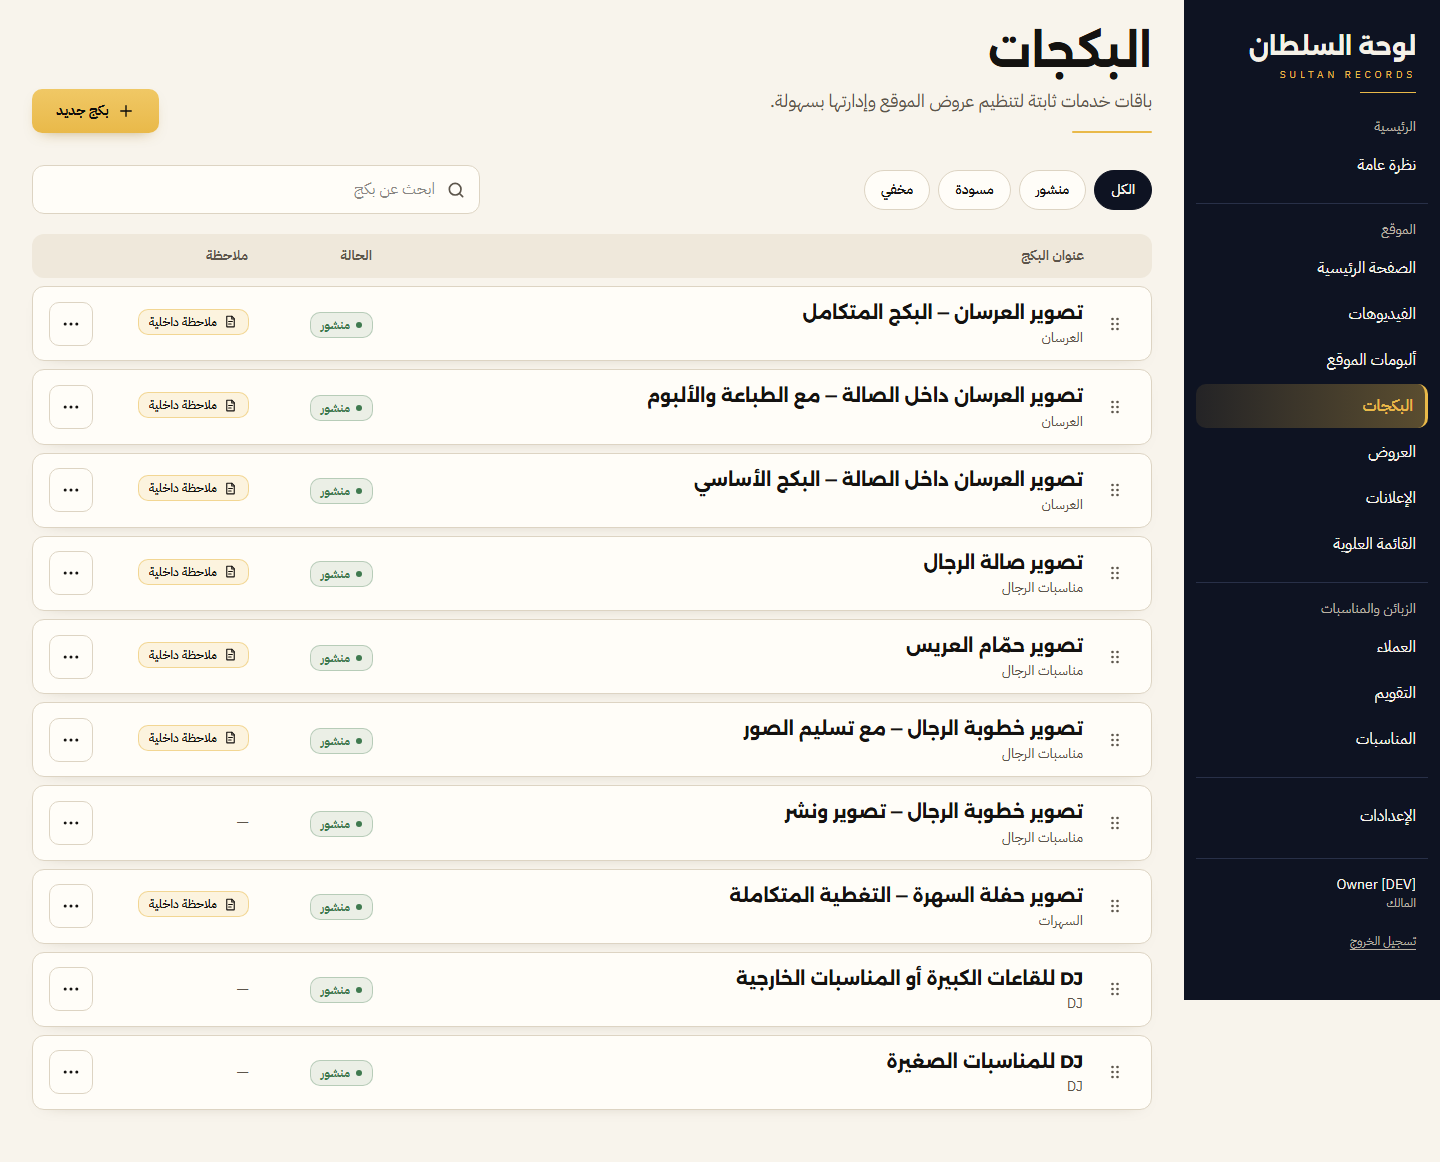 لوحة السلطان
SULTAN RECORDS
الرئيسية
نظرة عامة
الموقع
الصفحة الرئيسية
الفيديوهات
ألبومات الموقع
البكجات
العروض
الإعلانات
القائمة العلوية
الزبائن والمناسبات
العملاء
التقويم
المناسبات
الإعدادات
Owner [DEV]
المالك
تسجيل الخروج
البكجات
باقات خدمات ثابتة لتنظيم عروض الموقع وإدارتها بسهولة.
بكج جديد
الكل منشور مسودة مخفي
ابحث عن بكج
عنوان البكج الحالة ملاحظة
تصوير العرسان – البكج المتكامل
العرسان
منشور
ملاحظة داخلية
تصوير العرسان داخل الصالة – مع الطباعة والألبوم
العرسان
منشور
ملاحظة داخلية
تصوير العرسان داخل الصالة – البكج الأساسي
العرسان
منشور
ملاحظة داخلية
تصوير صالة الرجال
مناسبات الرجال
منشور
ملاحظة داخلية
تصوير حمّام العريس
مناسبات الرجال
منشور
ملاحظة داخلية
تصوير خطوبة الرجال – مع تسليم الصور
مناسبات الرجال
منشور
ملاحظة داخلية
تصوير خطوبة الرجال – تصوير ونشر
مناسبات الرجال
منشور
—
تصوير حفلة السهرة – التغطية المتكاملة
السهرات
منشور
ملاحظة داخلية
DJ للقاعات الكبيرة أو المناسبات الخارجية
DJ
منشور
—
DJ للمناسبات الصغيرة
DJ
منشور
—